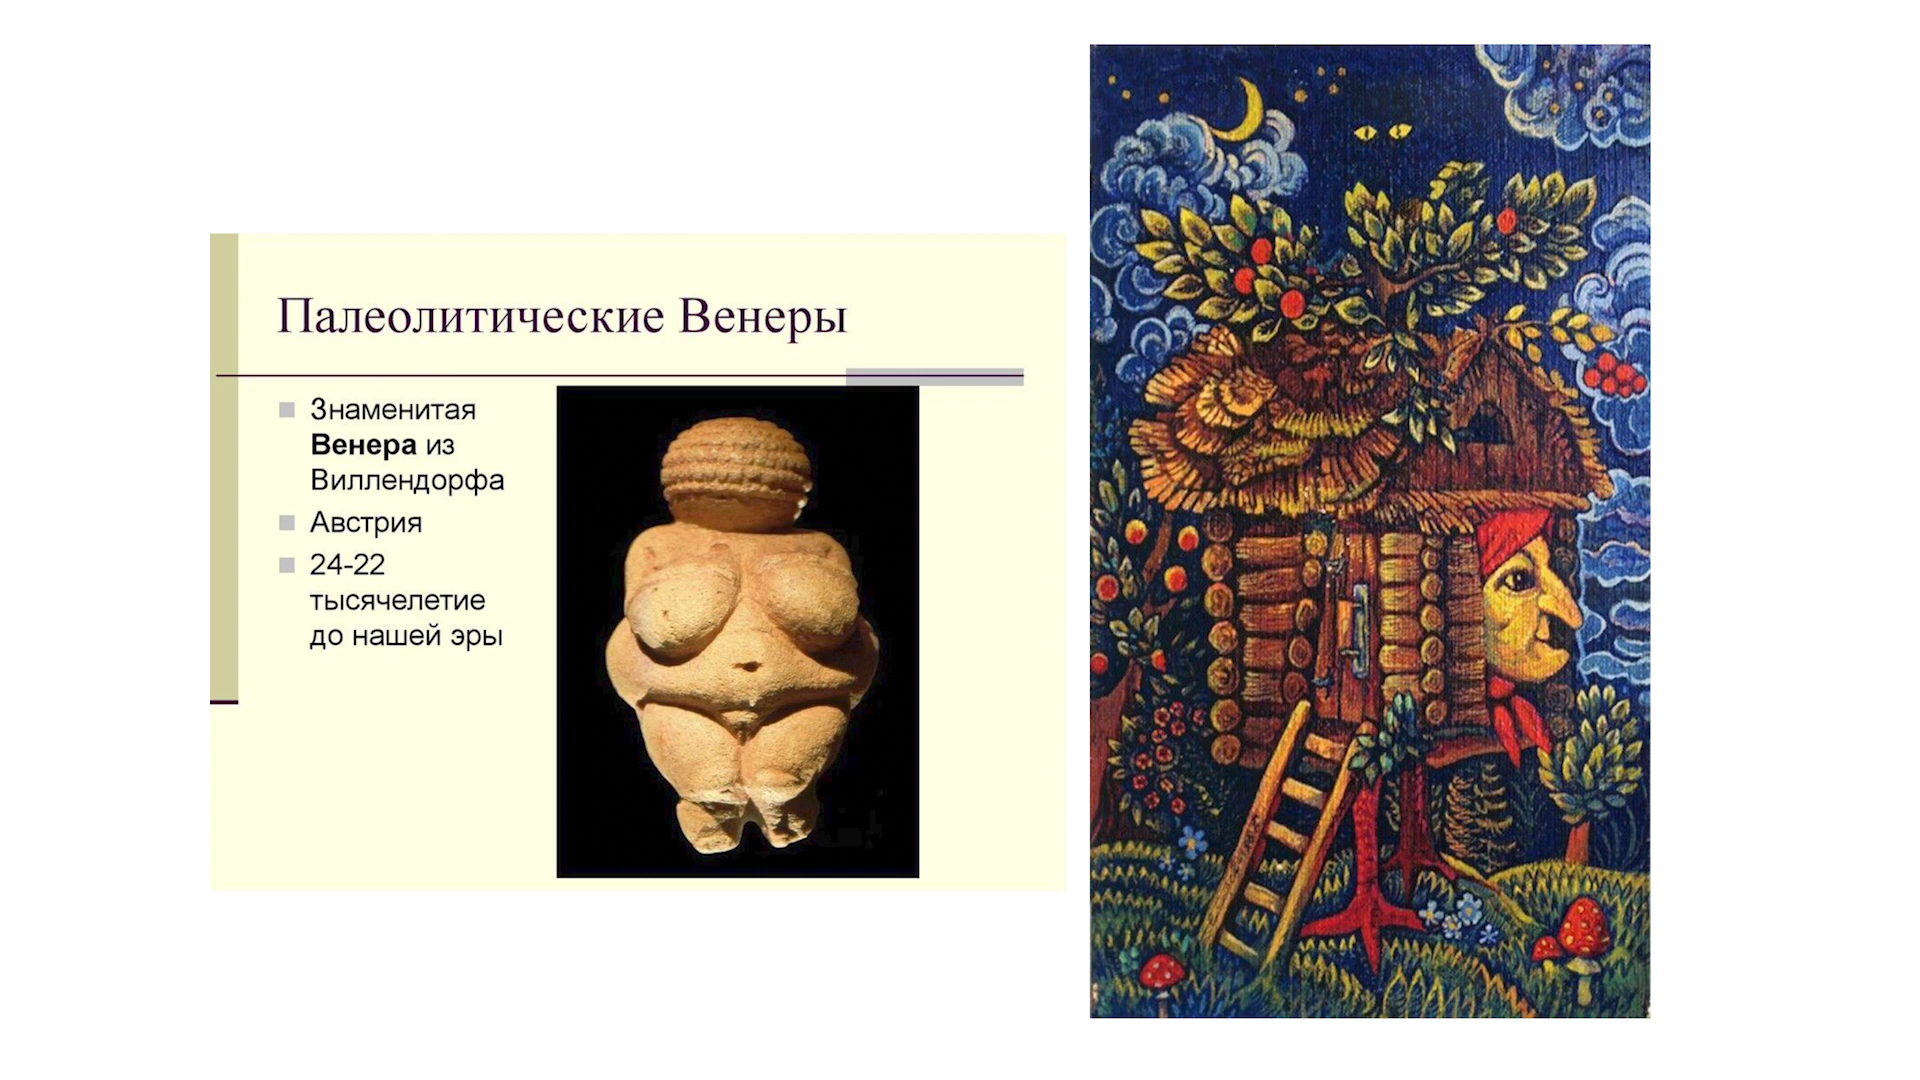 Палеолитические Венеры
Знаменитая
Венера из
Виллендорфа
Австрия
24-22
тысячелетие
до нашей эры